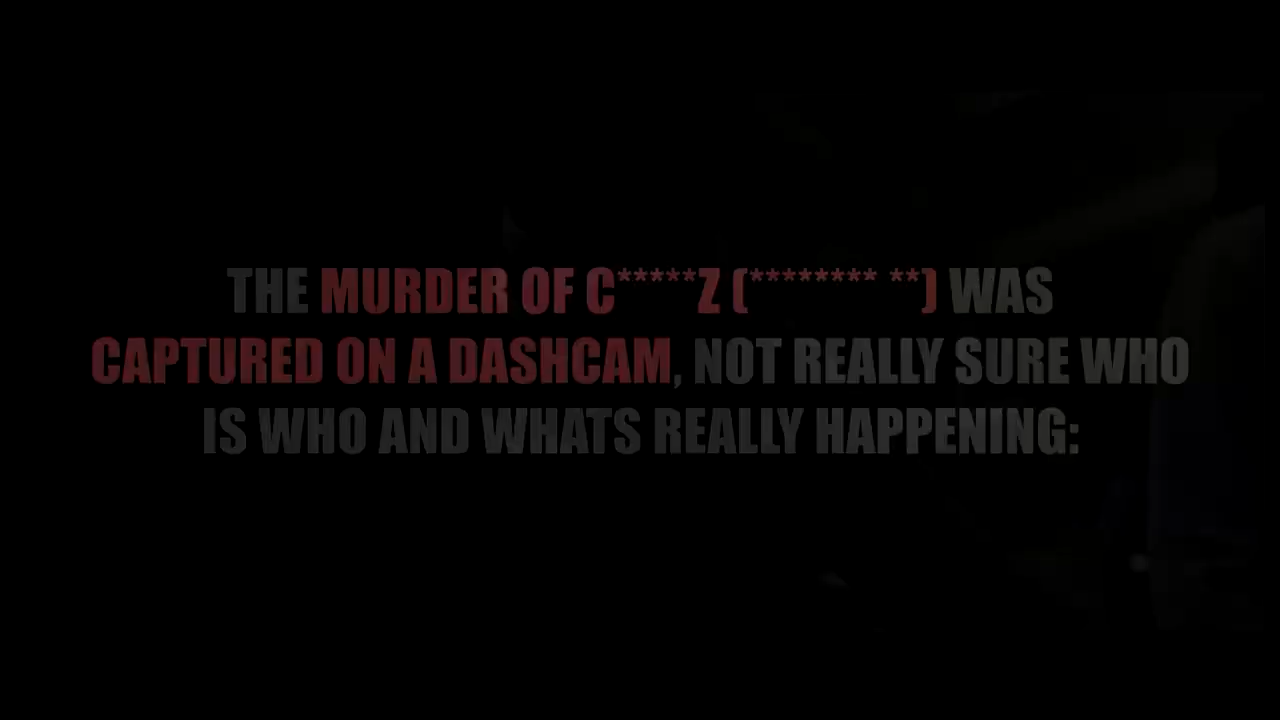 THE MURDER OF C*****Z (******** **) WAS
CAPTURED ON A DASHCAM, NOT REALLY SURE WHO
IS WHO AND WHATS REALLY HAPPENING: